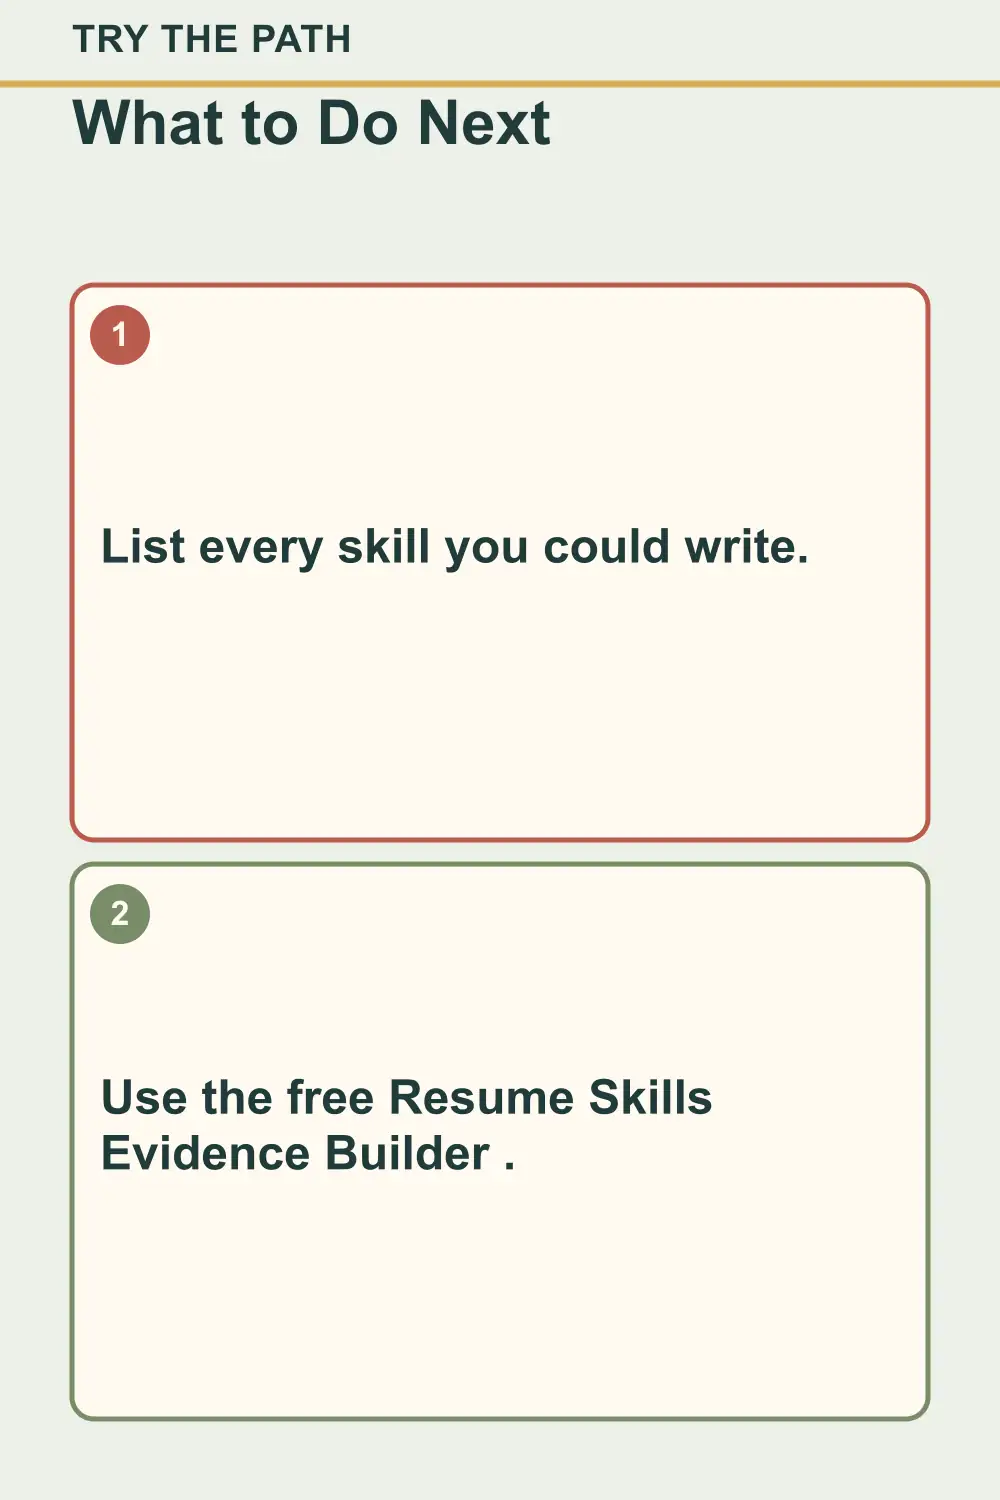 TRY THE PATH
What to Do Next
1
List every skill you could write.
2
Use the free Resume Skills
Evidence Builder .